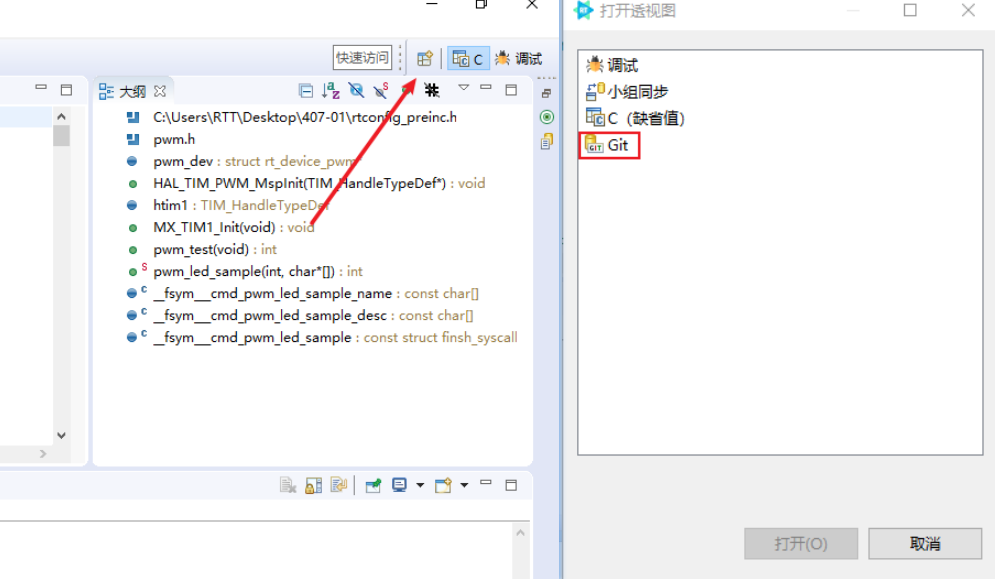 快速访问
C
调试
大纲
C:\Users\RTT\Desktop\407-01\rtconfig_preinc.h
pwm.h
pwm_dev : struct rt_device_pwm
HAL_TIM_PWM_MspInit(TIM_HandleTypeDef*) : void
htim1 : TIM_HandleTypeDef
MX_TIM1_Init(void) : void
pwm_test(void) : int
S pwm_led_sample(int, char*[]) : int
C __fsym__cmd_pwm_led_sample_name : const char[]
C __fsym__cmd_pwm_led_sample_desc : const char[]
C __fsym__cmd_pwm_led_sample : const struct finsh_syscall
打开透视图
调试
小组同步
C（缺省值）
GIT Git
打开(O)
取消